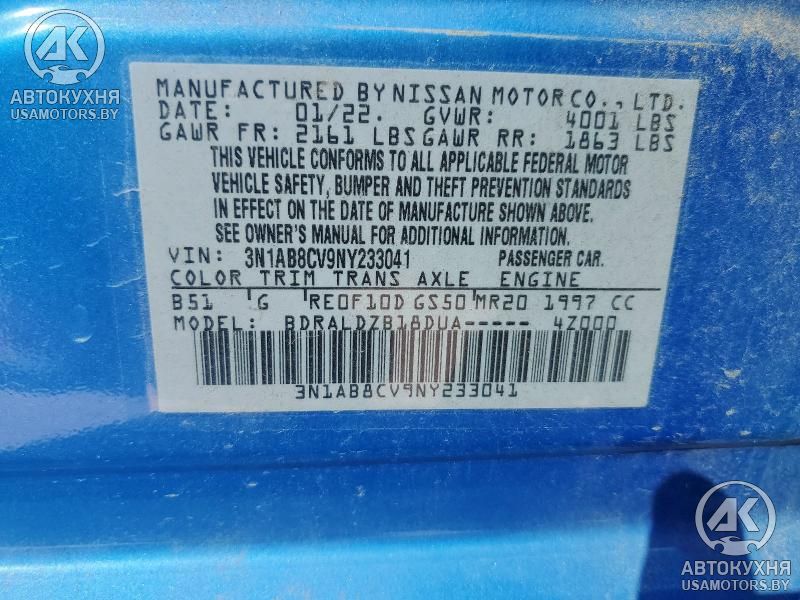 AK
АВТОКУХНЯ
USAMOTORS.BY
MANUFACTURED BY NISSAN MOTOR CO., LTD.
DATE: 01/22. GVWR: 4001 LBS
GAWR FR: 2161 LBS GAWR RR: 1863 LBS
THIS VEHICLE CONFORMS TO ALL APPLICABLE FEDERAL MOTOR
VEHICLE SAFETY, BUMPER AND THEFT PREVENTION STANDARDS
IN EFFECT ON THE DATE OF MANUFACTURE SHOWN ABOVE.
SEE OWNER'S MANUAL FOR ADDITIONAL INFORMATION.
VIN: 3N1AB8CV9NY233041 PASSENGER CAR.
COLOR TRIM TRANS AXLE ENGINE
B51 G RE0F10D GS50 MR20 1997 CC
MODEL: BDRALDZB18DUA----- 4Z000
3N1AB8CV9NY233041
AK
АВТОКУХНЯ
USAMOTORS.BY